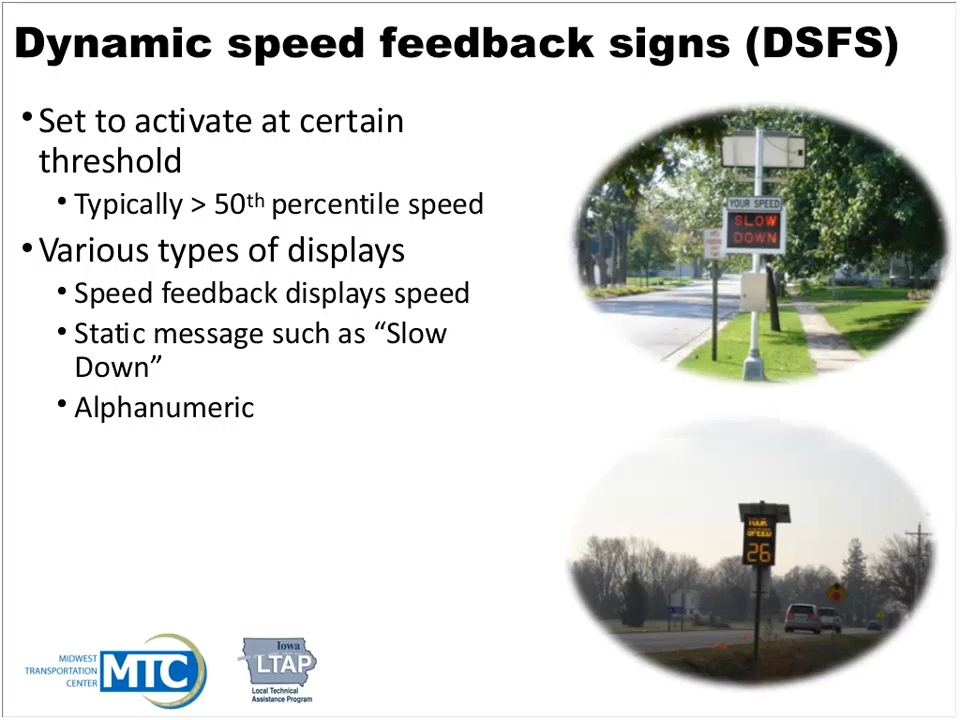 Dynamic speed feedback signs (DSFS)
• Set to activate at certain
threshold
• Typically > 50th percentile speed
• Various types of displays
• Speed feedback displays speed
• Static message such as “Slow
Down”
• Alphanumeric
YOUR SPEED
SLOW
DOWN
YOUR
SPEED
26
MIDWEST
TRANSPORTATION
CENTER
MTC
Iowa
LTAP
Local Technical
Assistance Program